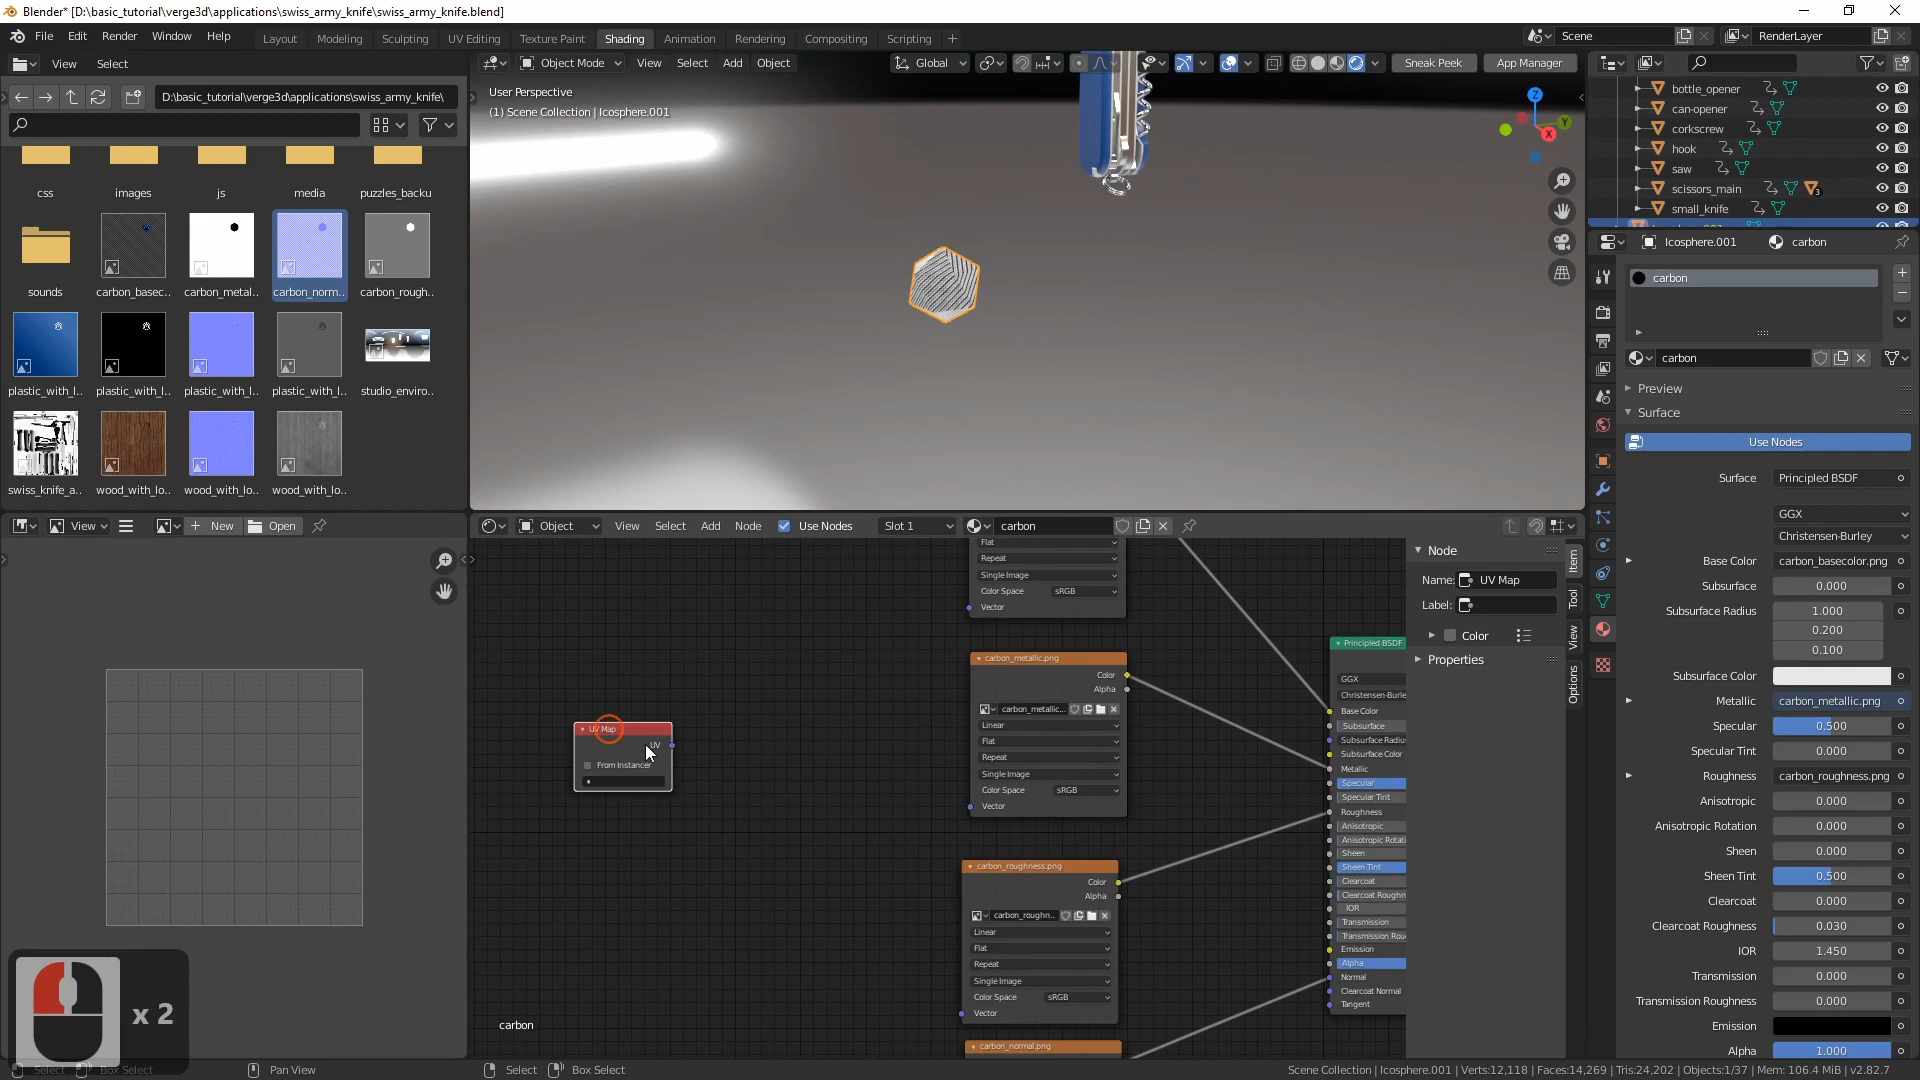 Blender* [D:\basic_tutorial\verge3d\applications\swiss_army_knife\swiss_army_knife.blend]
File Edit Render Window Help
Layout Modeling Sculpting UV Editing Texture Paint Shading Animation Rendering Compositing Scripting +
Scene
RenderLayer
View Select
D:\basic_tutorial\verge3d\applications\swiss_army_knife\
css images js media puzzles_backu
sounds carbon_basec.. carbon_metal.. carbon_norm.. carbon_rough..
plastic_with_l.. plastic_with_l.. plastic_with_l.. plastic_with_l.. studio_enviro..
swiss_knife_a.. wood_with_lo.. wood_with_lo.. wood_with_lo..
Object Mode View Select Add Object
Global
Sneak Peek
App Manager
User Perspective
(1) Scene Collection | Icosphere.001
Z
Y
X
bottle_opener
can-opener
corkscrew
hook
saw
scissors_main
3
small_knife
Icosphere.001 carbon
carbon
carbon
Preview
Surface
Use Nodes
Surface Principled BSDF
GGX
Christensen-Burley
Base Color carbon_basecolor.png
Subsurface 0.000
Subsurface Radius 1.000
0.200
0.100
Subsurface Color
Metallic carbon_metallic.png
Specular 0.500
Specular Tint 0.000
Roughness carbon_roughness.png
Anisotropic 0.000
Anisotropic Rotation 0.000
Sheen 0.000
Sheen Tint 0.500
Clearcoat 0.000
Clearcoat Roughness 0.030
IOR 1.450
Transmission 0.000
Transmission Roughness 0.000
Emission
Alpha 1.000
View
+ New
Open
Object View Select Add Node Use Nodes Slot 1 carbon
Flat
Repeat
Single Image
Color Space sRGB
Vector
carbon_metallic.png
Color
Alpha
carbon_metallic...
Linear
Flat
Repeat
Single Image
Color Space sRGB
Vector
UV Map
UV
From Instancer
carbon_roughness.png
Color
Alpha
carbon_roughn...
Linear
Flat
Repeat
Single Image
Color Space sRGB
Vector
carbon_normal.png
Principled BSDF
GGX
Christensen-Burle
Base Color
Subsurface
Subsurface Radius
Subsurface Color
Metallic
Specular
Specular Tint
Roughness
Anisotropic
Anisotropic Rotati
Sheen
Sheen Tint
Clearcoat
Clearcoat Roughn
IOR
Transmission
Transmission Rou
Emission
Alpha
Normal
Clearcoat Normal
Tangent
Node
Name: UV Map
Label:
Color
Properties
Item
Tool
View
Options
carbon
x 2
Select Box Select Pan View Select Box Select
Scene Collection | Icosphere.001 | Verts:12,118 | Faces:14,269 | Tris:24,202 | Objects:1/37 | Mem: 106.4 MiB | v2.82.7